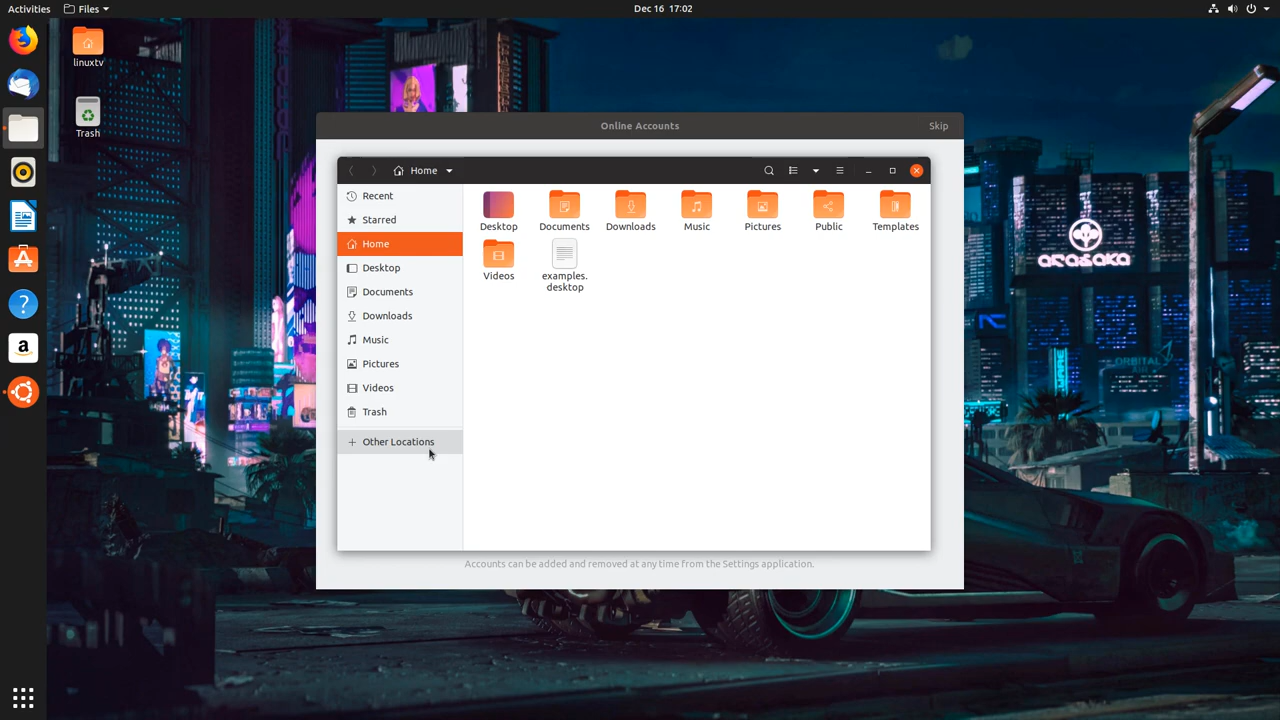 Activities
Files
Dec 16 17:02
linuxtv
Trash
Online Accounts
Skip
Home
Recent
Starred
Home
Desktop
Documents
Downloads
Music
Pictures
Videos
Trash
Other Locations
Desktop
Documents
Downloads
Music
Pictures
Public
Templates
Videos
examples.
desktop
Accounts can be added and removed at any time from the Settings application.
ARASAKA
ORBITAL